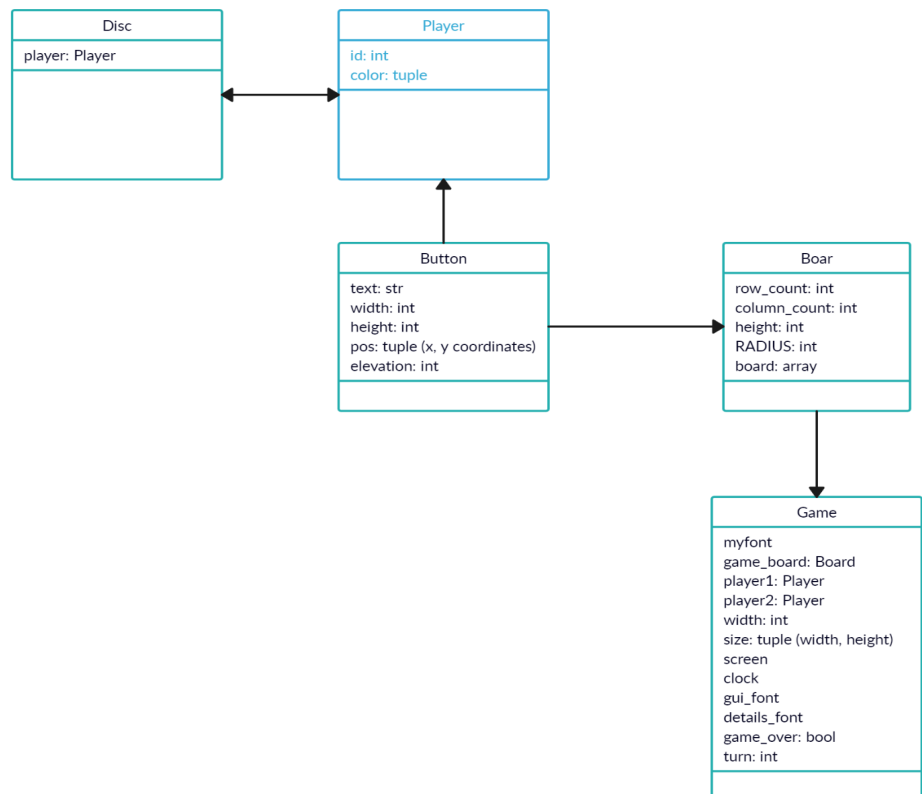 Disc
player: Player
Player
id: int
color: tuple
Button
text: str
width: int
height: int
pos: tuple (x, y coordinates)
elevation: int
Boar
row_count: int
column_count: int
height: int
RADIUS: int
board: array
Game
myfont
game_board: Board
player1: Player
player2: Player
width: int
size: tuple (width, height)
screen
clock
gui_font
details_font
game_over: bool
turn: int